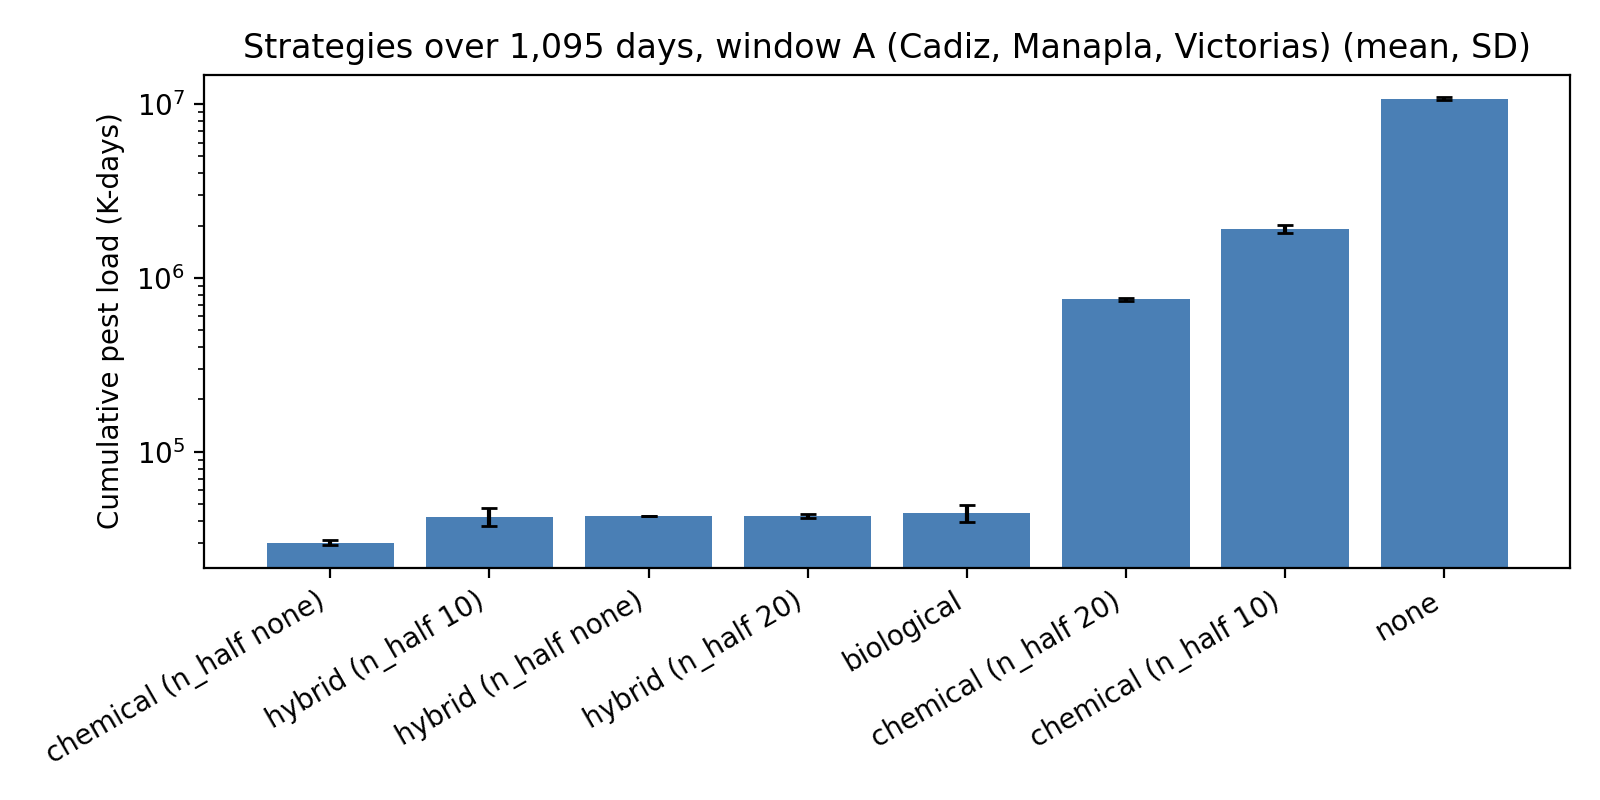 Strategies over 1,095 days, window A (Cadiz, Manapla, Victorias) (mean, SD)
Cumulative pest load (K-days)
10⁷
10⁶
10⁵
chemical (n_half none)
hybrid (n_half 10)
hybrid (n_half none)
hybrid (n_half 20)
biological
chemical (n_half 20)
chemical (n_half 10)
none